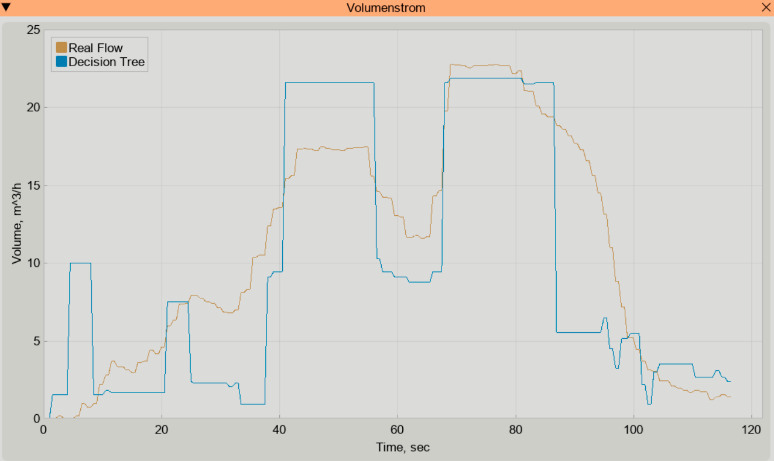 Volumenstrom
25
Real Flow
Decision Tree
20
15
Volume, m^3/h
10
5
0
0 20 40 60 80 100 120
Time, sec